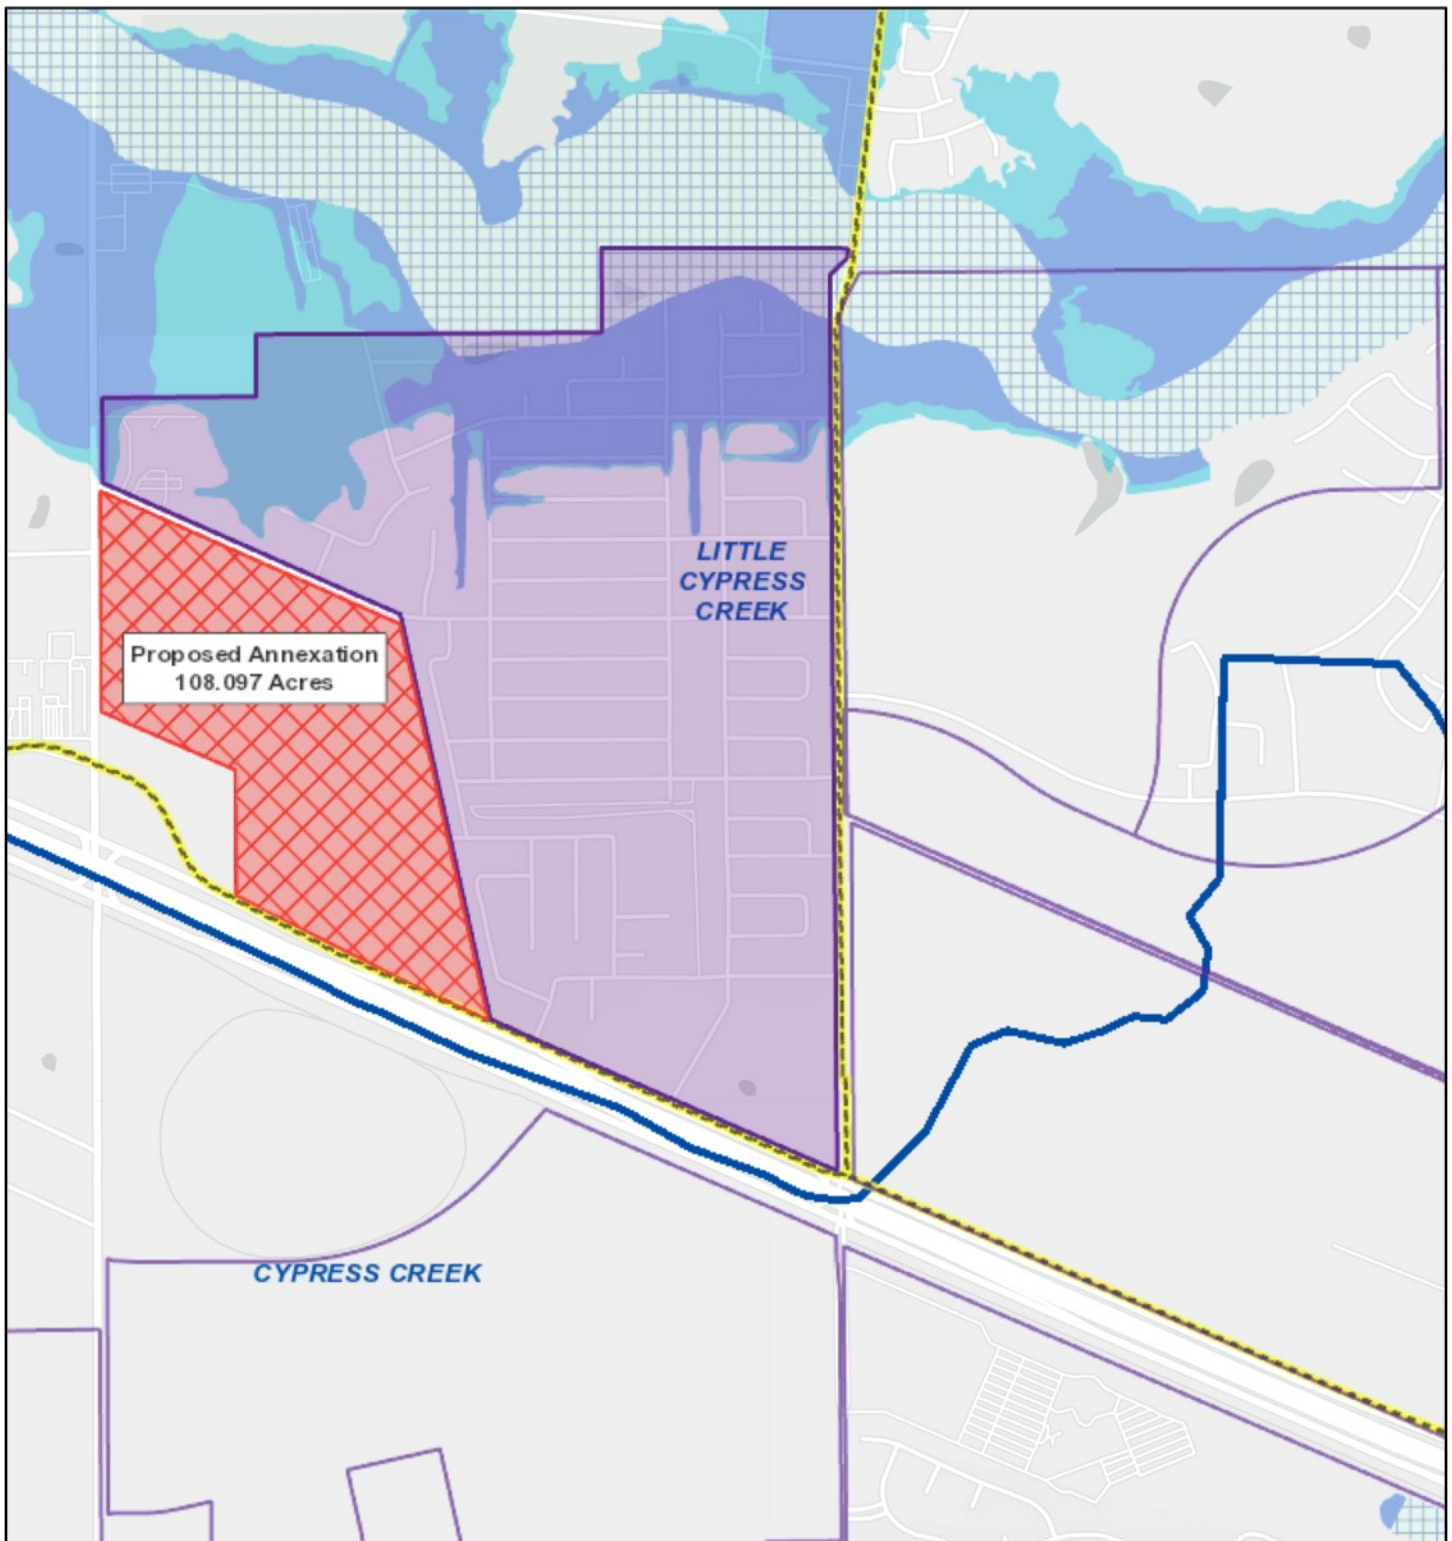 LITTLE
CYPRESS
CREEK
Proposed Annexation
108.097 Acres
CYPRESS CREEK